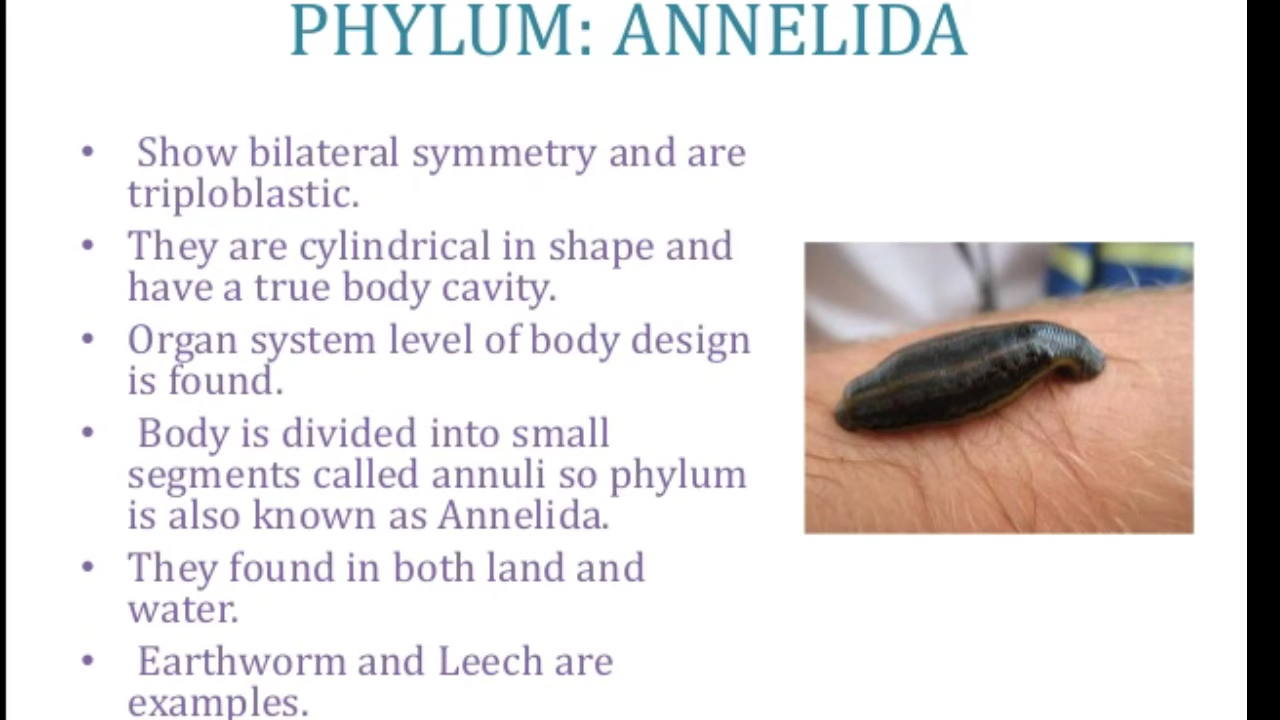 PHYLUM: ANNELIDA
• Show bilateral symmetry and are
triploblastic.
• They are cylindrical in shape and
have a true body cavity.
• Organ system level of body design
is found.
• Body is divided into small
segments called annuli so phylum
is also known as Annelida.
• They found in both land and
water.
• Earthworm and Leech are
examples.